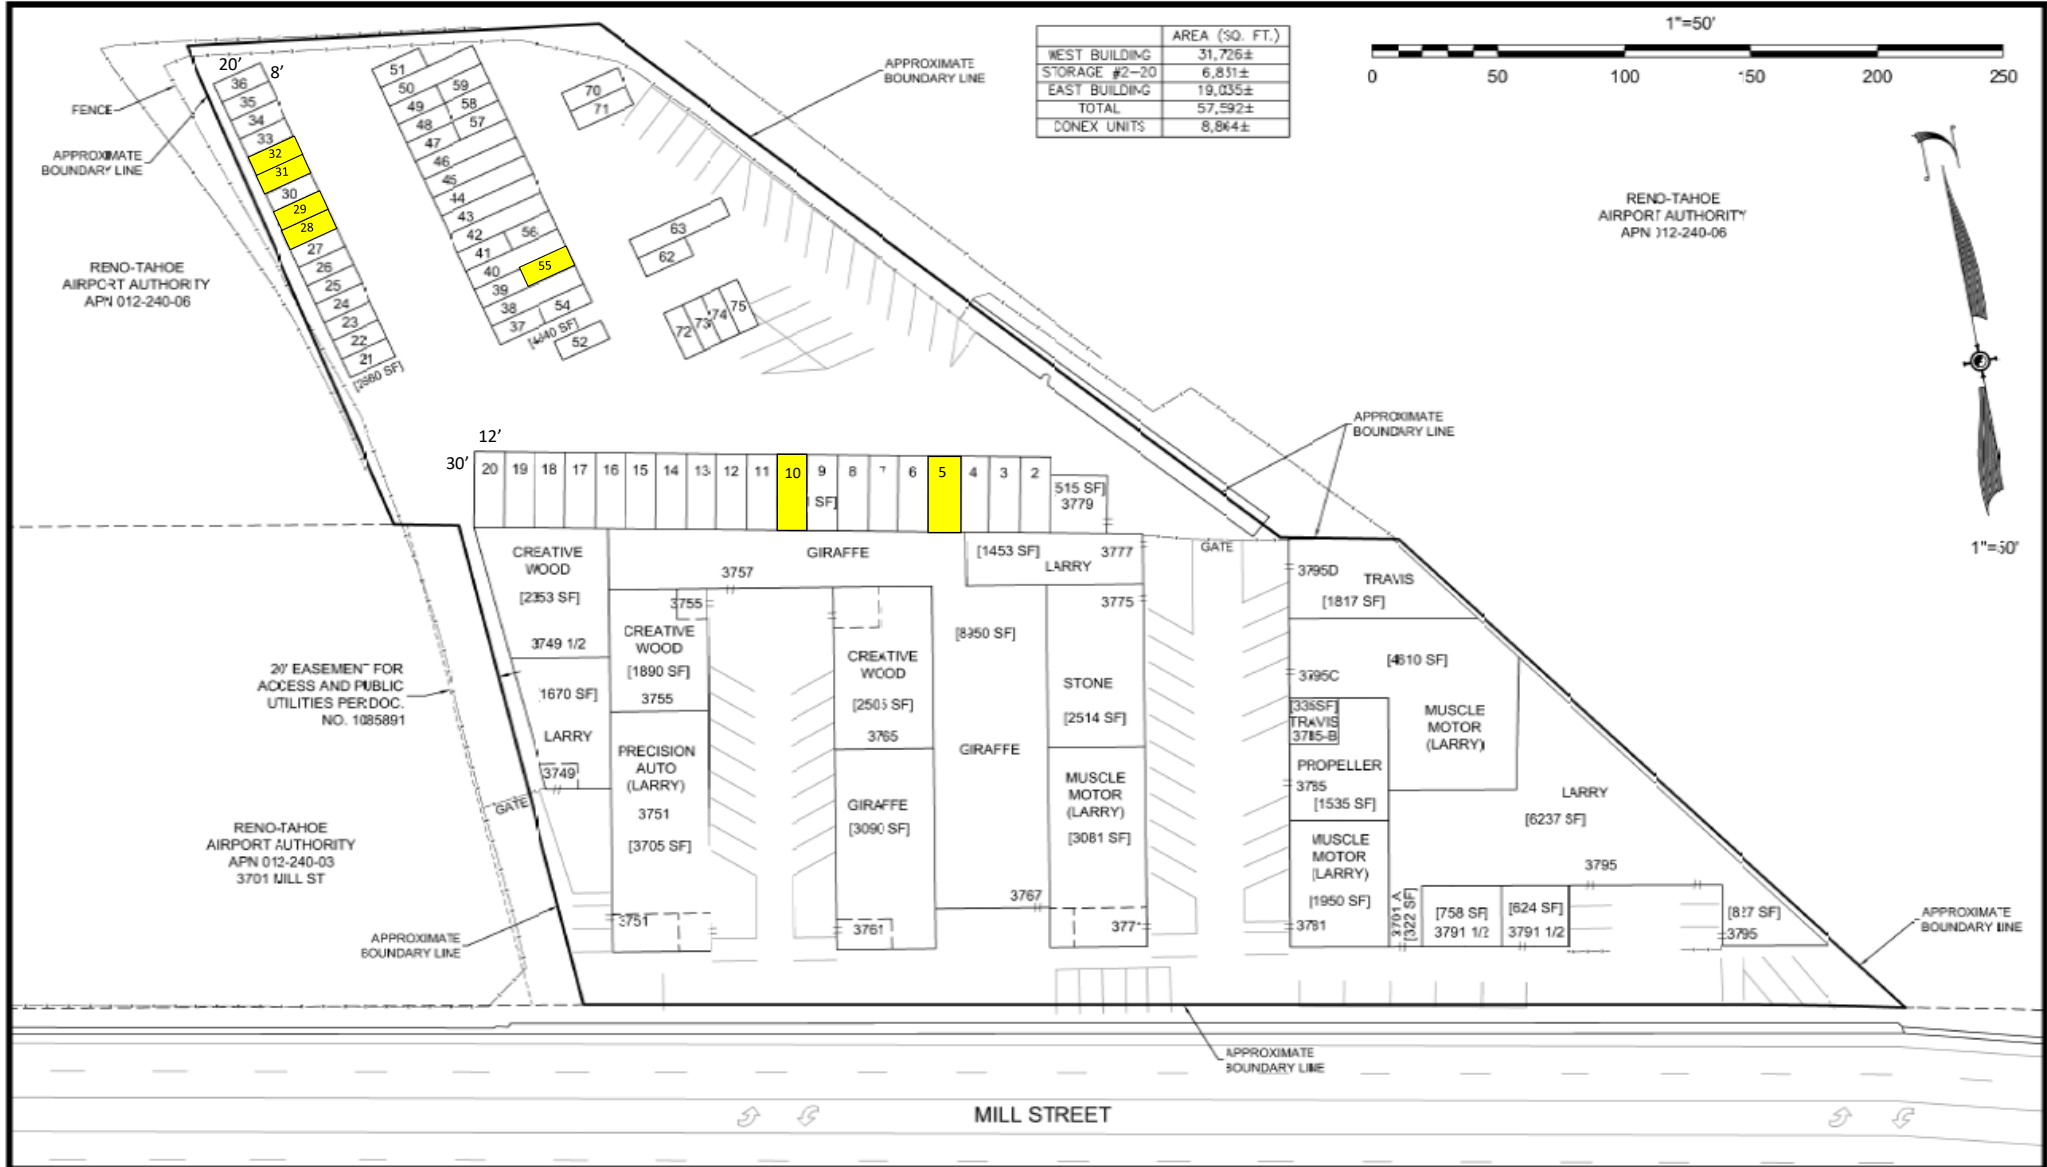 1"=50'
0 50 100 150 200 250
AREA (SQ. FT.)
WEST BUILDING 31,726±
STORAGE #2-20 6,831±
EAST BUILDING 19,035±
TOTAL 57,592±
CONEX UNITS 8,864±
APPROXIMATE
BOUNDARY LINE
20'
8'
FENCE
APPROXIMATE
BOUNDARY LINE
36
35
34
33
32
31
30
29
28
27
26
25
24
23
22
21
51
50
49
48
47
46
45
44
43
42
41
40
39
38
37
59
58
57
56
55
54
52
70
71
63
62
72
73
74
75
RENO-TAHOE
AIRPORT AUTHORITY
APN 012-240-06
RENO-TAHOE
AIRPORT AUTHORITY
1"=50'
APPROXIMATE
BOUNDARY LINE
12'
30'
20 19 18 17 16 15 14 13 12 11 10 9 8 7 6 5 4 3 2
SF]
515 SF]
3779
CREATIVE
WOOD
[2353 SF]
3749 1/2
GIRAFFE
3757
[1453 SF]
3777
LARRY
GATE
3795D
TRAVIS
[1817 SF]
3755
CREATIVE
WOOD
[1890 SF]
3755
CREATIVE
WOOD
[2505 SF]
3765
[8950 SF]
GIRAFFE
3767
3775
STONE
[2514 SF]
[4610 SF]
3795C
MUSCLE
MOTOR
(LARRY)
TRAVIS
PROPELLER
3785
[1535 SF]
20' EASEMENT FOR
ACCESS AND PUBLIC
UTILITIES PER DOC.
NO. 1085891
1670 SF]
LARRY
3749
GATE
PRECISION
AUTO
(LARRY)
3751
[3705 SF]
3751
GIRAFFE
[3090 SF]
3761
MUSCLE
MOTOR
(LARRY)
[3081 SF]
377
LARRY
[6237 SF]
3795
MUSCLE
MOTOR
(LARRY)
[1950 SF]
3781
[322 SF]
[758 SF]
3791 1/2
[624 SF]
3791 1/2
[827 SF]
3795
RENO-TAHOE
AIRPORT AUTHORITY
APN 012-240-03
3701 MILL ST
APPROXIMATE
BOUNDARY LINE
APPROXIMATE
BOUNDARY LINE
APPROXIMATE
BOUNDARY LINE
MILL STREET